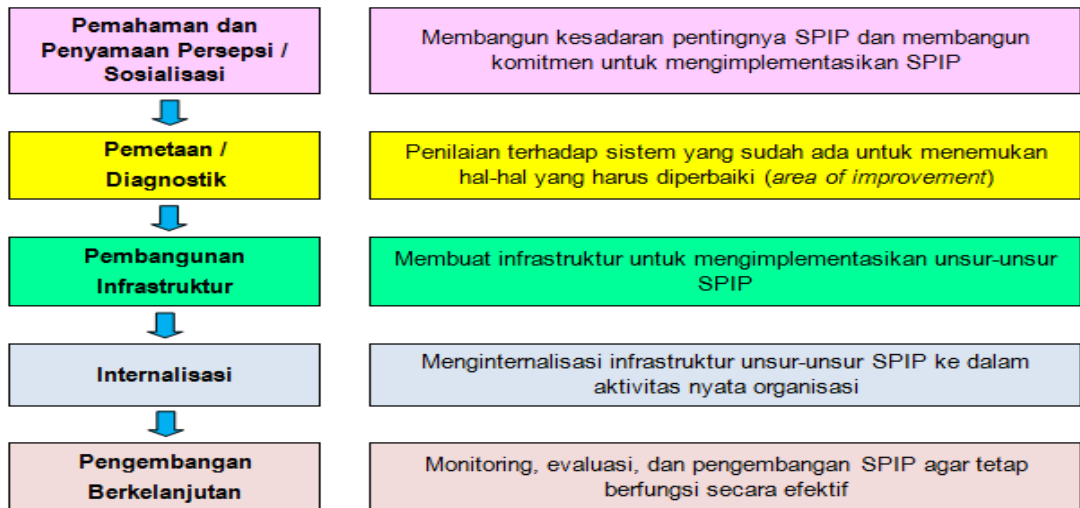 Pemahaman dan
Penyamaan Persepsi /
Sosialisasi
Membangun kesadaran pentingnya SPIP dan membangun
komitmen untuk mengimplementasikan SPIP
Pemetaan /
Diagnostik
Penilaian terhadap sistem yang sudah ada untuk menemukan
hal-hal yang harus diperbaiki (area of improvement)
Pembangunan
Infrastruktur
Membuat infrastruktur untuk mengimplementasikan unsur-unsur
SPIP
Internalisasi
Menginternalisasi infrastruktur unsur-unsur SPIP ke dalam
aktivitas nyata organisasi
Pengembangan
Berkelanjutan
Monitoring, evaluasi, dan pengembangan SPIP agar tetap
berfungsi secara efektif